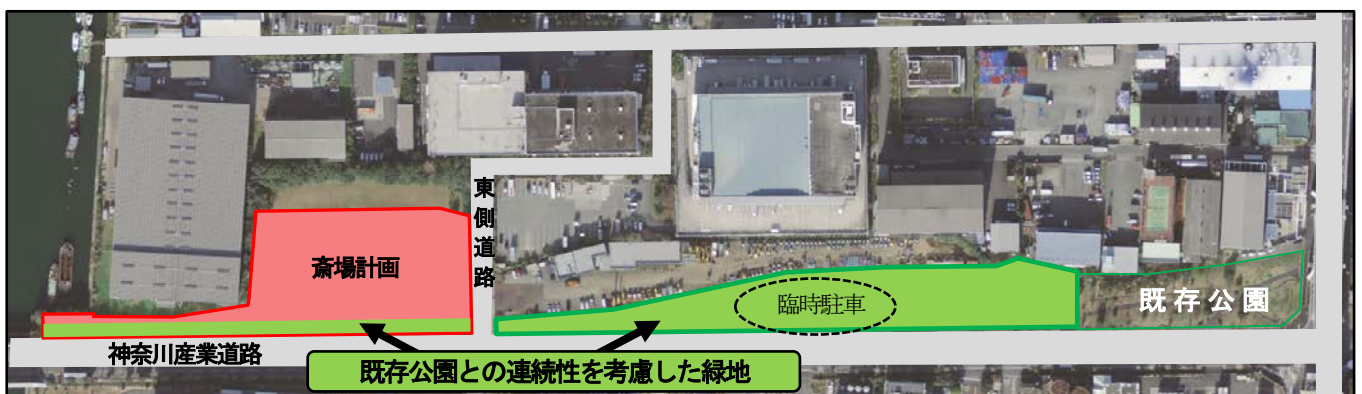 東側道路
斎場計画
臨時駐車
既存公園
神奈川産業道路
既存公園との連続性を考慮した緑地